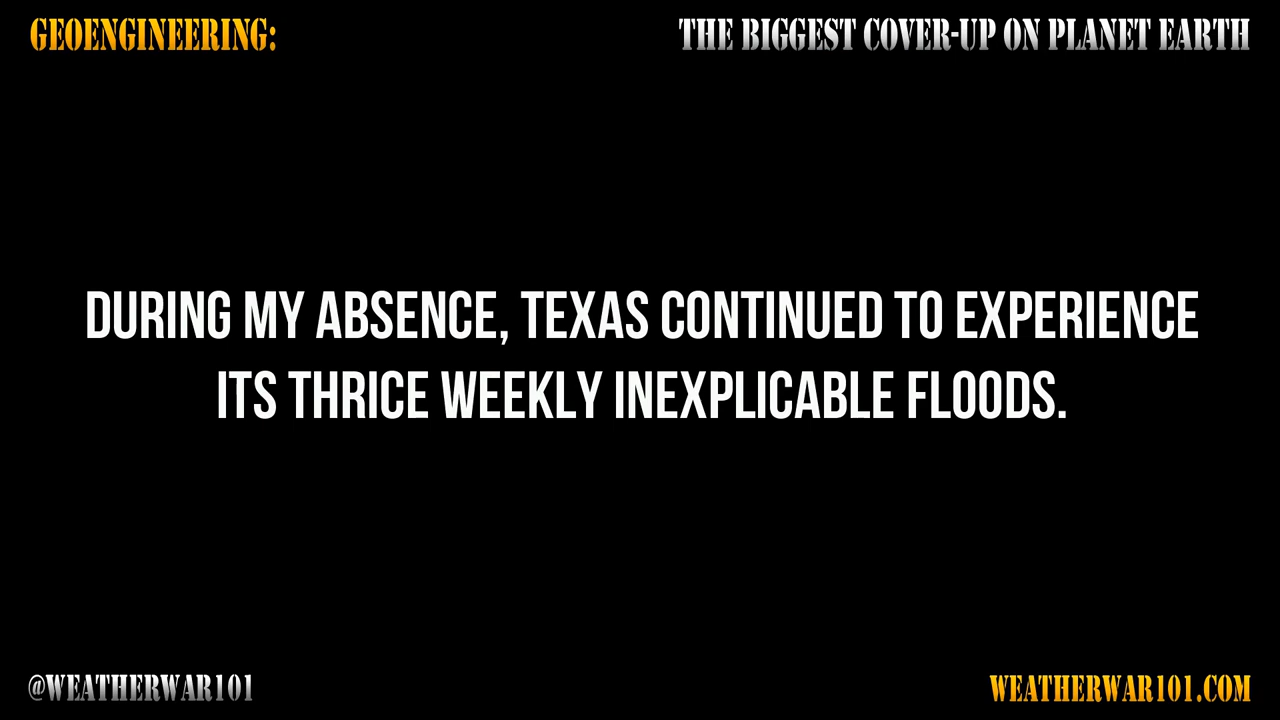 GEOENGINEERING:
THE BIGGEST COVER-UP ON PLANET EARTH
DURING MY ABSENCE, TEXAS CONTINUED TO EXPERIENCE
ITS THRICE WEEKLY INEXPLICABLE FLOODS.
@WEATHERWAR101
WEATHERWAR101.COM